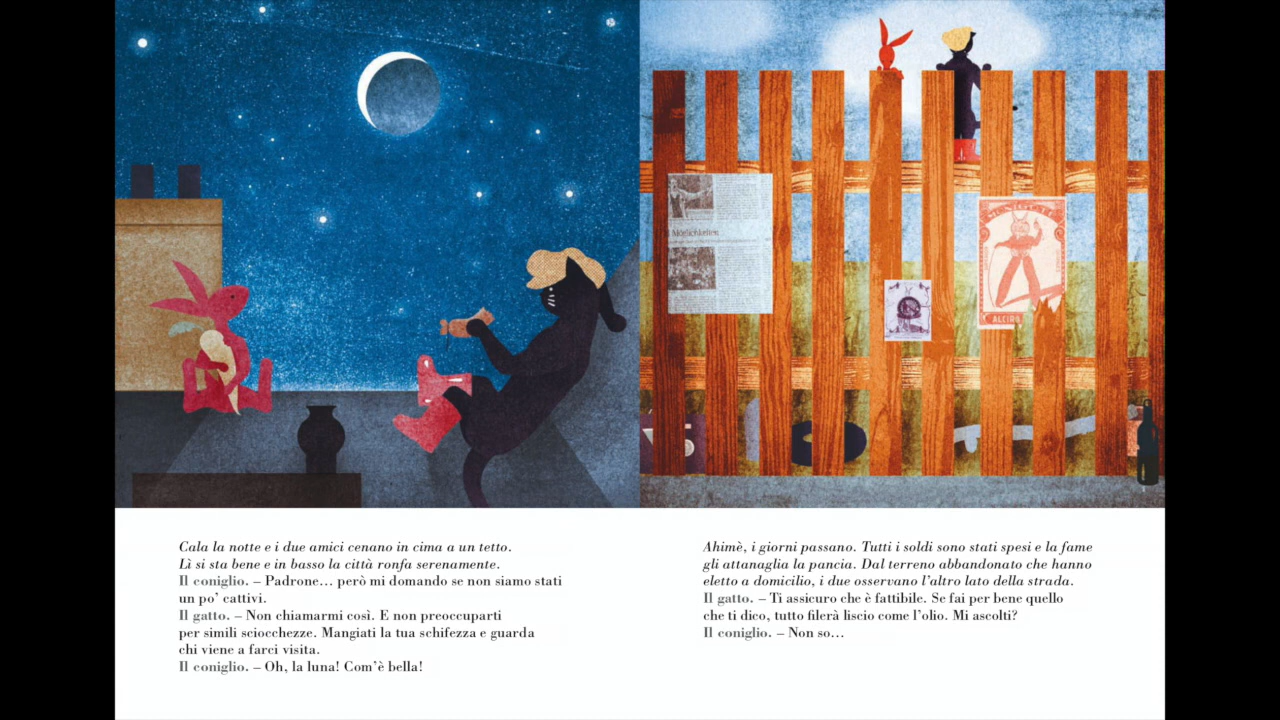 Möglichkeiten
ALCIRA
Cala la notte e i due amici cenano in cima a un tetto.
Lì si sta bene e in basso la città ronfa serenamente.
Il coniglio. – Padrone… però mi domando se non siamo stati
un po’ cattivi.
Il gatto. – Non chiamarmi così. E non preoccuparti
per simili sciocchezze. Mangiati la tua schifezza e guarda
chi viene a farci visita.
Il coniglio. – Oh, la luna! Com’è bella!
Ahimè, i giorni passano. Tutti i soldi sono stati spesi e la fame
gli attanaglia la pancia. Dal terreno abbandonato che hanno
eletto a domicilio, i due osservano l’altro lato della strada.
Il gatto. – Ti assicuro che è fattibile. Se fai per bene quello
che ti dico, tutto filerà liscio come l’olio. Mi ascolti?
Il coniglio. – Non so…